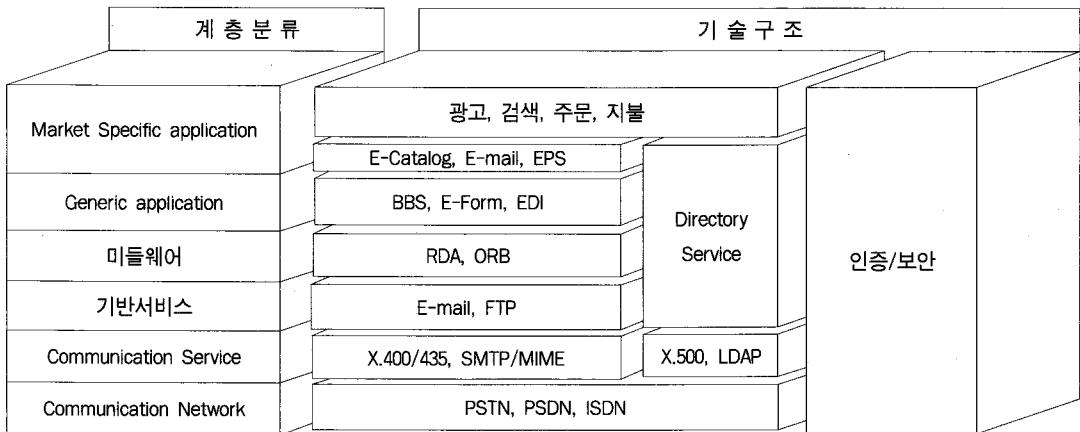 계층분류
기술구조
Market Specific application
광고, 검색, 주문, 지불
E-Catalog, E-mail, EPS
Generic application
BBS, E-Form, EDI
Directory
Service
미들웨어
RDA, ORB
인증/보안
기반서비스
E-mail, FTP
Communication Service
X.400/435, SMTP/MIME
X.500, LDAP
Communication Network
PSTN, PSDN, ISDN